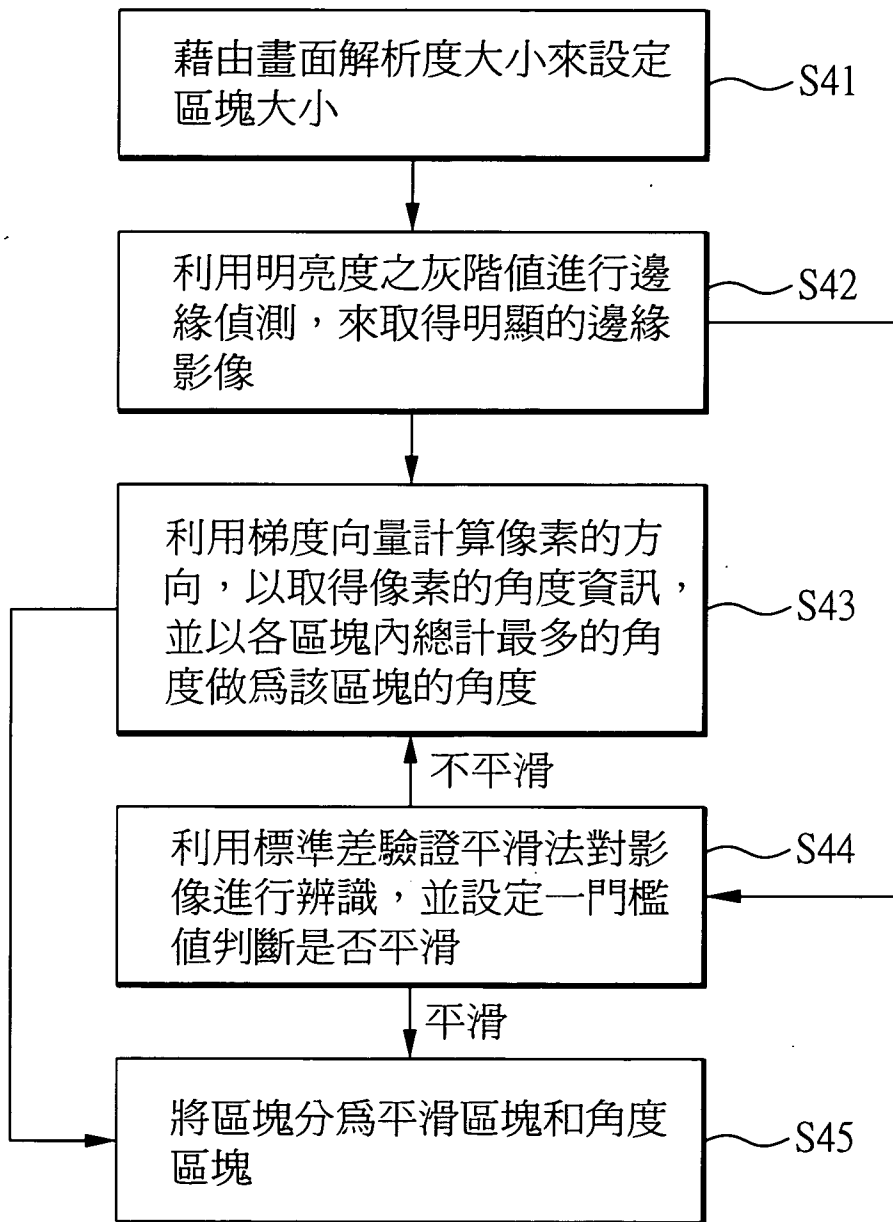 藉由畫面解析度大小來設定
區塊大小
S41
利用明亮度之灰階值進行邊
緣偵測，來取得明顯的邊緣
影像
S42
利用梯度向量計算像素的方
向，以取得像素的角度資訊，
並以各區塊內總計最多的角
度做爲該區塊的角度
S43
不平滑
利用標準差驗證平滑法對影
像進行辨識，並設定一門檻
值判斷是否平滑
S44
平滑
將區塊分爲平滑區塊和角度
區塊
S45